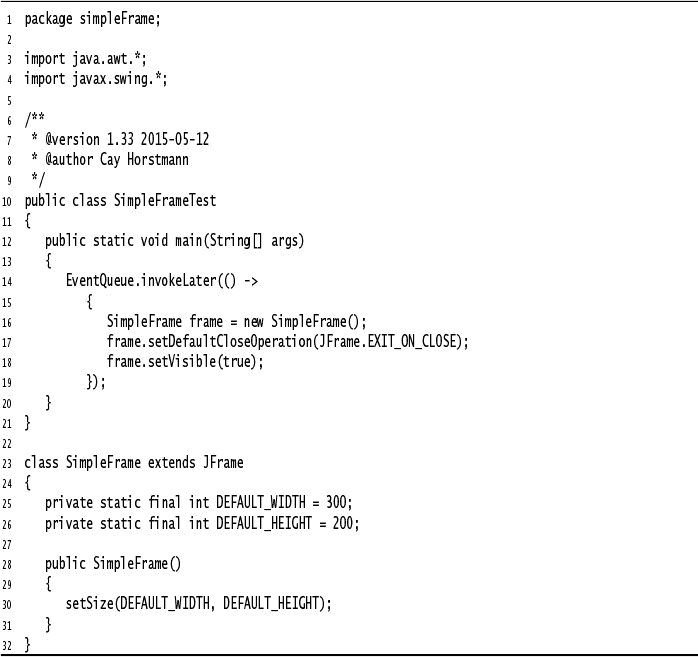 1 package simpleFrame;
2
3 import java.awt.*;
4 import javax.swing.*;
5
6 /**
7  * @version 1.33 2015-05-12
8  * @author Cay Horstmann
9  */
10 public class SimpleFrameTest
11 {
12    public static void main(String[] args)
13    {
14       EventQueue.invokeLater(() ->
15          {
16             SimpleFrame frame = new SimpleFrame();
17             frame.setDefaultCloseOperation(JFrame.EXIT_ON_CLOSE);
18             frame.setVisible(true);
19          });
20    }
21 }
22
23 class SimpleFrame extends JFrame
24 {
25    private static final int DEFAULT_WIDTH = 300;
26    private static final int DEFAULT_HEIGHT = 200;
27
28    public SimpleFrame()
29    {
30       setSize(DEFAULT_WIDTH, DEFAULT_HEIGHT);
31    }
32 }